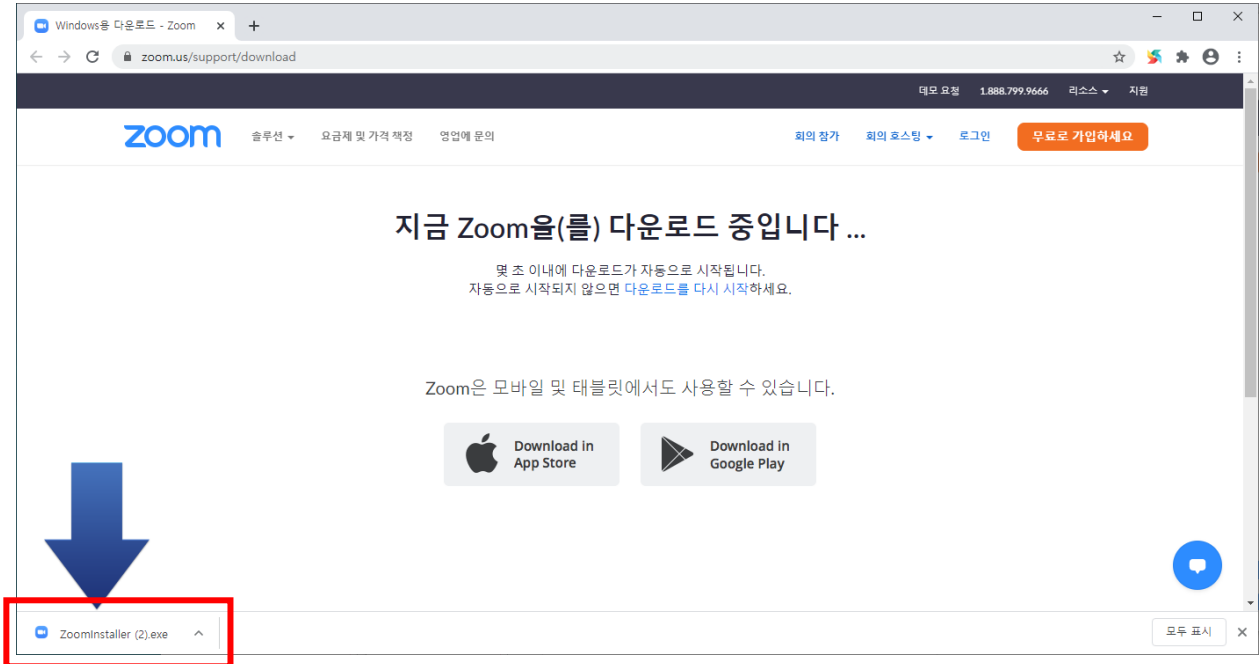 Windows용 다운로드 - Zoom
zoom.us/support/download
데모 요청 1.888.799.9666 리소스 지원
zoom 솔루션 요금제 및 가격 책정 영업에 문의 회의 참가 회의 호스팅 로그인 무료로 가입하세요
지금 Zoom을(를) 다운로드 중입니다 ...
몇 초 이내에 다운로드가 자동으로 시작됩니다.
자동으로 시작되지 않으면 다운로드를 다시 시작하세요.
Zoom은 모바일 및 태블릿에서도 사용할 수 있습니다.
Download in
App Store
Download in
Google Play
ZoomInstaller (2).exe
모두 표시